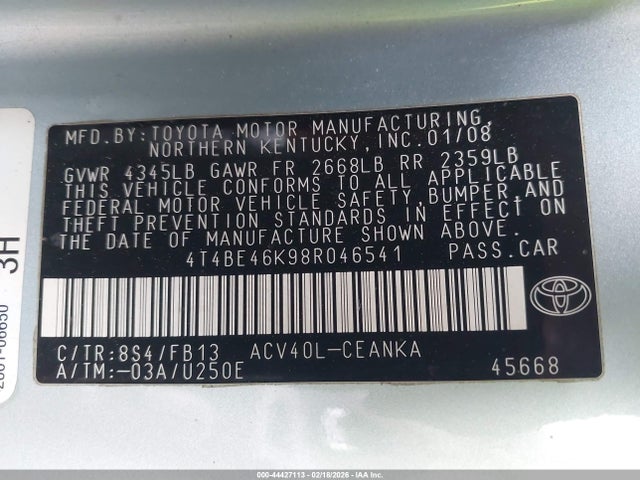 MFD.BY:TOYOTA MOTOR MANUFACTURING,
NORTHERN KENTUCKY,INC.01/08
GVWR 4345LB GAWR FR 2668LB RR 2359LB
THIS VEHICLE CONFORMS TO ALL APPLICABLE
FEDERAL MOTOR VEHICLE SAFETY,BUMPER,AND
THEFT PREVENTION STANDARDS IN EFFECT ON
THE DATE OF MANUFACTURE SHOWN ABOVE.
4T4BE46K98R046541 PASS.CAR
C/TR:8S4/FB13 ACV40L-CEANKA
A/TM:-03A/U250E 45668
TOYOTA
3H
000-44427113 - 02/18/2026 - IAAI.COM